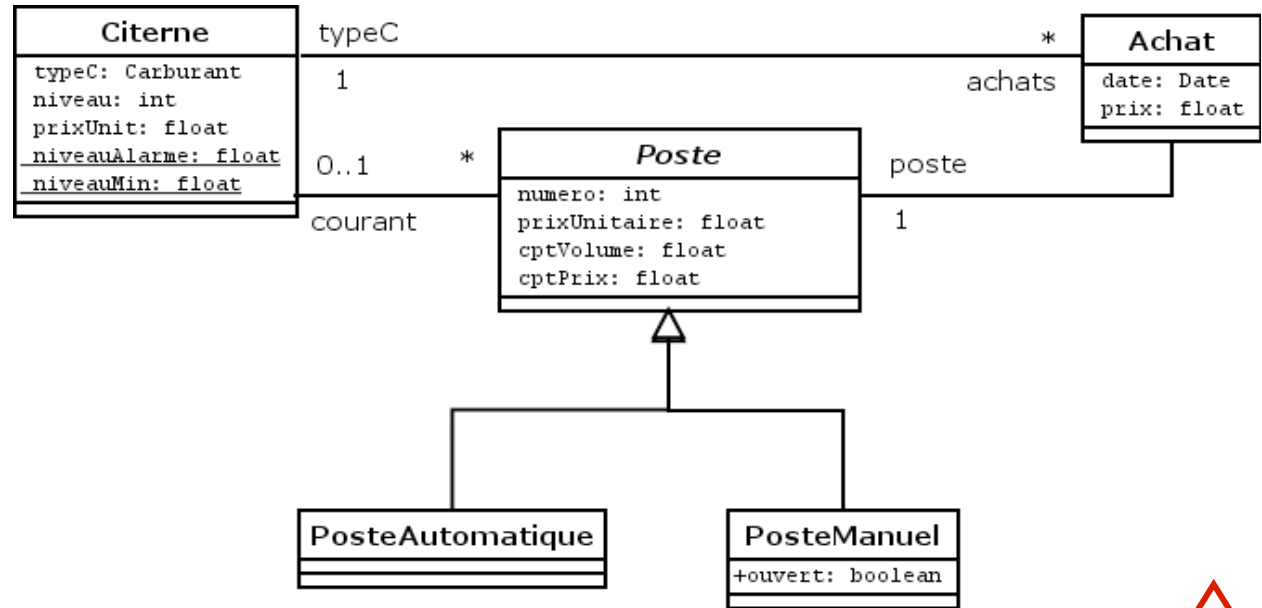 Citerne
typeC: Carburant
niveau: int
prixUnit: float
niveauAlarme: float
niveauMin: float
typeC
1
*
achats
Achat
date: Date
prix: float
0..1
*
courant
Poste
numero: int
prixUnitaire: float
cptVolume: float
cptPrix: float
poste
1
PosteAutomatique
PosteManuel
+ouvert: boolean